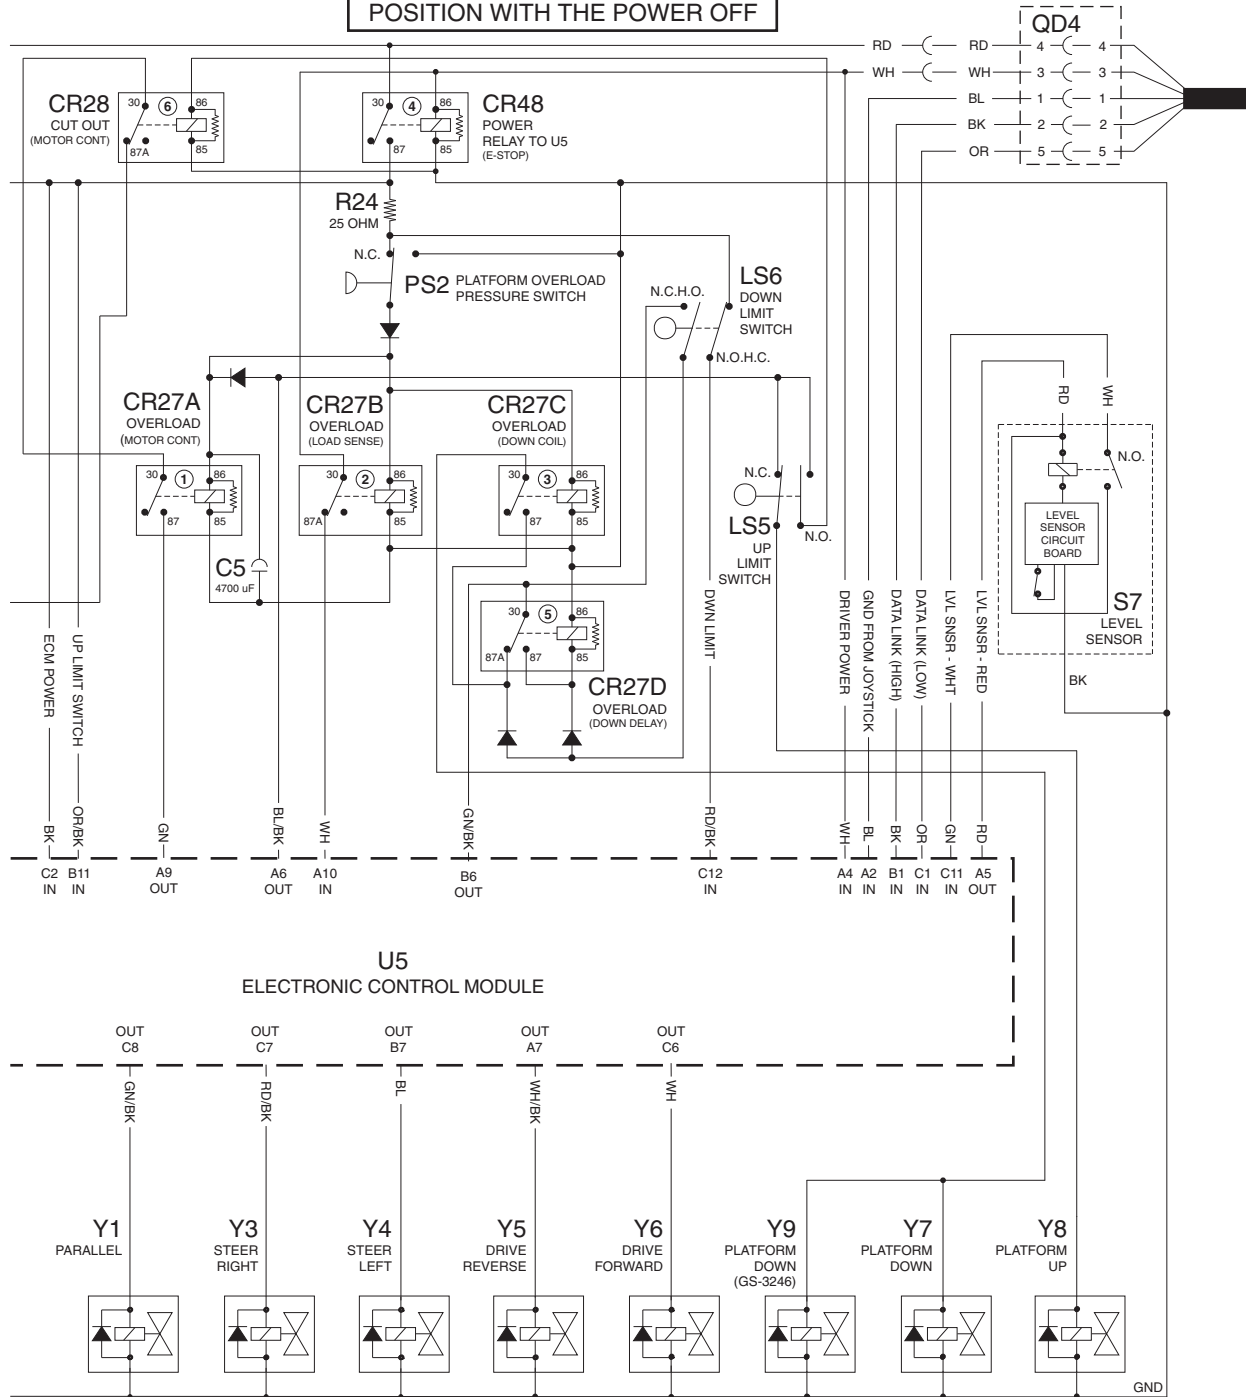 POSITION WITH THE POWER OFF
QD4
RD RD 4 4
WH WH 3 3
BL 1 1
BK 2 2
OR 5 5
CR28
CUT OUT
(MOTOR CONT)
30 6 86
87A 85
30 4 86
87 85
CR48
POWER
RELAY TO U5
(E-STOP)
R24
25 OHM
N.C.
PS2 PLATFORM OVERLOAD
PRESSURE SWITCH
N.C.H.O.
LS6
DOWN
LIMIT
SWITCH
N.O.H.C.
CR27A
OVERLOAD
(MOTOR CONT)
30 1 86
87 85
CR27B
OVERLOAD
(LOAD SENSE)
30 2 86
87A 85
CR27C
OVERLOAD
(DOWN COIL)
30 3 86
87 85
N.C.
LS5
N.O.
UP
LIMIT
SWITCH
RD
WH
N.O.
LEVEL
SENSOR
CIRCUIT
BOARD
S7
LEVEL
SENSOR
BK
C5
4700 uF
30 5 86
87A 87 85
CR27D
OVERLOAD
(DOWN DELAY)
ECM POWER
UP LIMIT SWITCH
DWN LIMIT
DRIVER POWER
GND FROM JOYSTICK
DATA LINK (HIGH)
DATA LINK (LOW)
LVL SNSR - WHT
LVL SNSR - RED
BK
OR/BK
GN
BL/BK
WH
GN/BK
RD/BK
WH
BL
BK
OR
GN
RD
C2 B11 A9 A6 A10 B6 C12 A4 A2 B1 C1 C11 A5
IN IN OUT OUT IN OUT IN IN IN IN IN IN OUT
U5
ELECTRONIC CONTROL MODULE
OUT OUT OUT OUT OUT
C8 C7 B7 A7 C6
GN/BK
RD/BK
BL
WH/BK
WH
Y1
PARALLEL
Y3
STEER
RIGHT
Y4
STEER
LEFT
Y5
DRIVE
REVERSE
Y6
DRIVE
FORWARD
Y9
PLATFORM
DOWN
(GS-3246)
Y7
PLATFORM
DOWN
Y8
PLATFORM
UP
GND